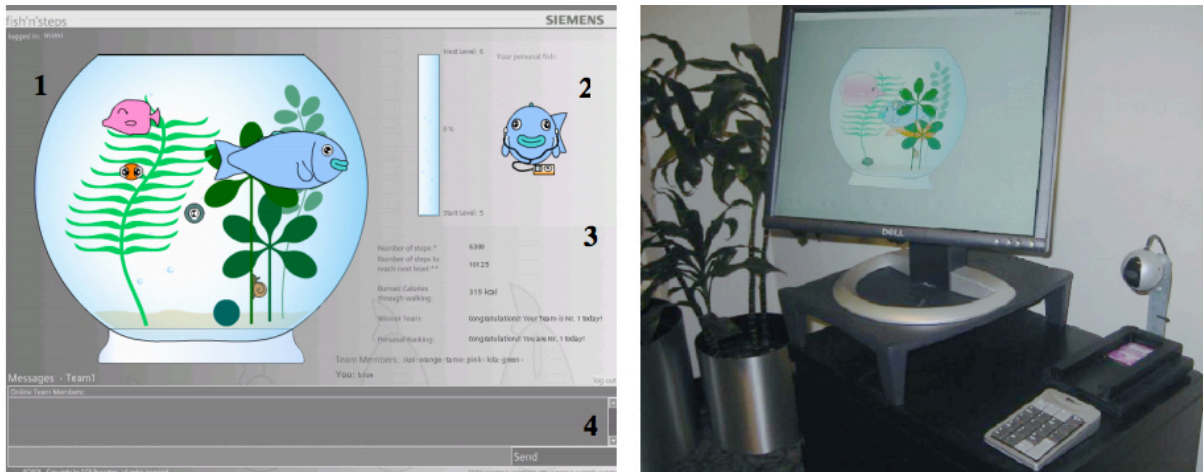 fish'n'steps SIEMENS
logged in: mimi
1
2
3
4
Next Level: 6
Your personal fish:
0 %
Start Level: 5
Number of steps:* 6300
Number of steps to
reach next level:** 10125
Burned Calories
through walking: 315 kcal
Winner Team: Congratulations! Your Team is Nr. 1 today!
Personal Ranking: Congratulations! You are Nr. 1 today!
Team Members:
You: blue
Messages - Team1
log out
Online Team Members:
Send
DELL